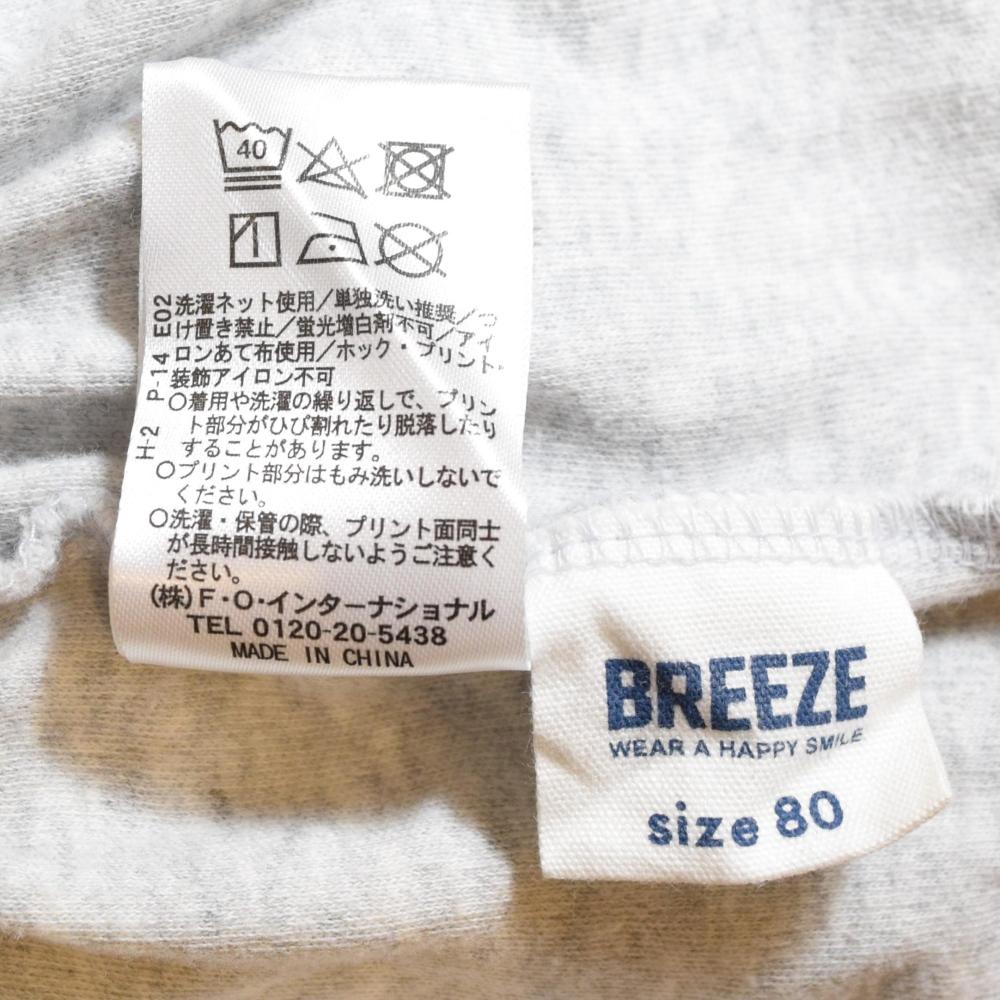 40
洗濯ネット使用／単独洗い推奨／つ
け置き禁止／蛍光増白剤不可／アイ
ロンあて布使用／ホック・プリント・
装飾アイロン不可
○着用や洗濯の繰り返しで、プリン
ト部分がひび割れたり脱落したり
することがあります。
○プリント部分はもみ洗いしないで
ください。
○洗濯・保管の際、プリント面同士
が長時間接触しないようご注意く
ださい。
(株)F・O・インターナショナル
TEL 0120-20-5438
MADE IN CHINA
H-2 P-14 E02
BREEZE
WEAR A HAPPY SMILE
size 80